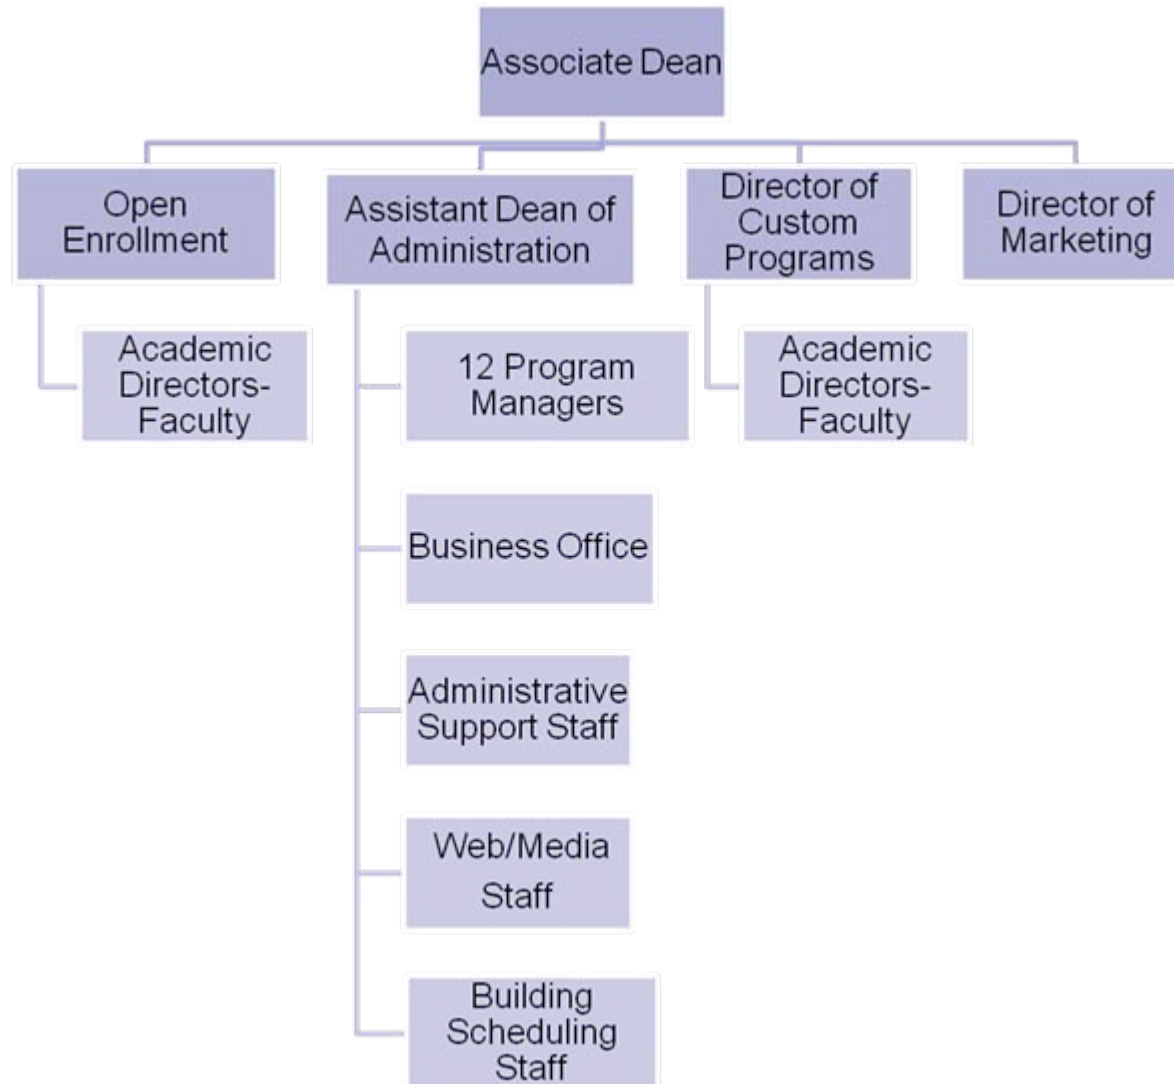 Associate Dean
Open
Enrollment
Assistant Dean of
Administration
Director of
Custom
Programs
Director of
Marketing
Academic
Directors-
Faculty
12 Program
Managers
Academic
Directors-
Faculty
Business Office
Administrative
Support Staff
Web/Media
Staff
Building
Scheduling
Staff